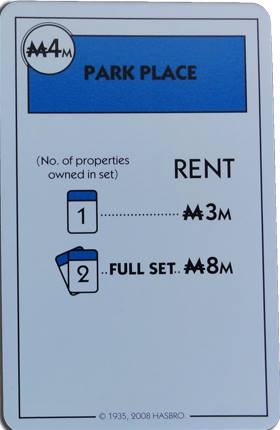 ₳4M
PARK PLACE
(No. of properties
owned in set)
RENT
1 ............... ₳3M
2 ..FULL SET.. ₳8M
© 1935, 2008 HASBRO.